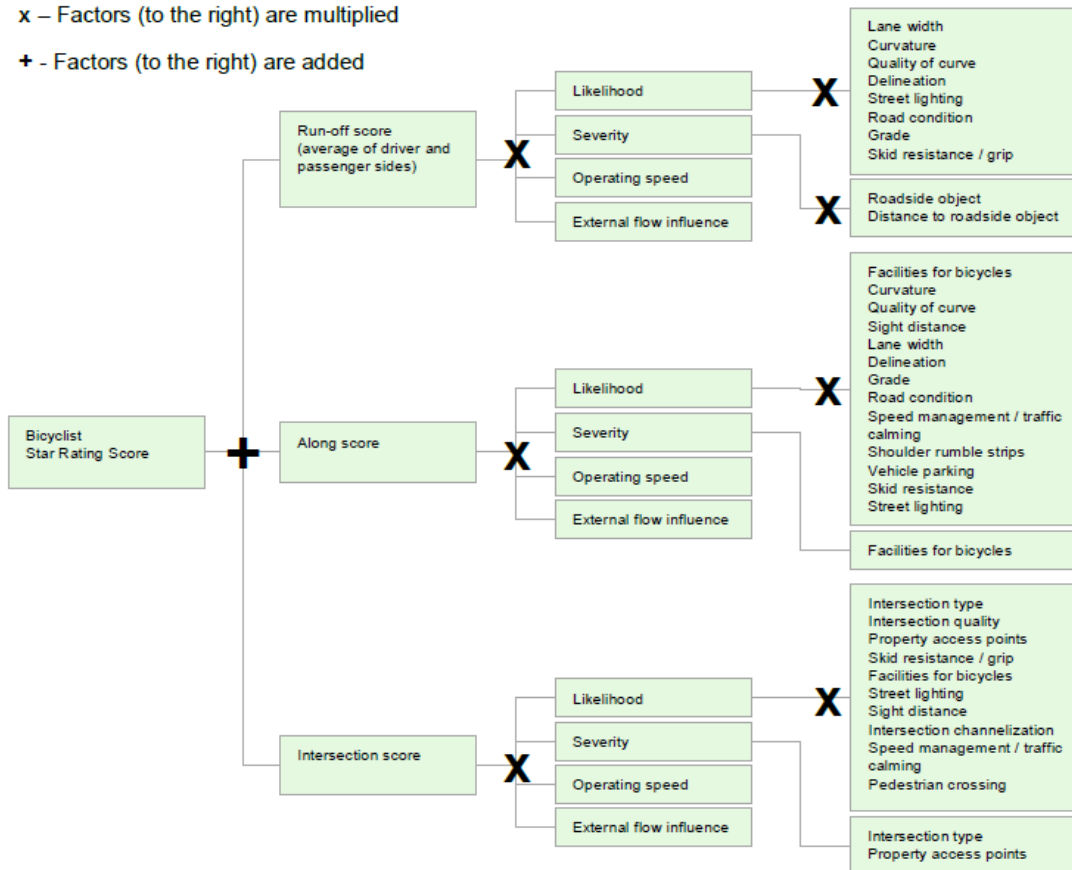 x – Factors (to the right) are multiplied
+ - Factors (to the right) are added
Bicyclist
Star Rating Score
+
Run-off score
(average of driver and
passenger sides)
x
Likelihood
Severity
Operating speed
External flow influence
x
Lane width
Curvature
Quality of curve
Delineation
Street lighting
Road condition
Grade
Skid resistance / grip
x
Roadside object
Distance to roadside object
Along score
x
Likelihood
Severity
Operating speed
External flow influence
x
Facilities for bicycles
Curvature
Quality of curve
Sight distance
Lane width
Delineation
Grade
Road condition
Speed management / traffic
calming
Shoulder rumble strips
Vehicle parking
Skid resistance
Street lighting
Facilities for bicycles
Intersection score
x
Likelihood
Severity
Operating speed
External flow influence
x
Intersection type
Intersection quality
Property access points
Skid resistance / grip
Facilities for bicycles
Street lighting
Sight distance
Intersection channelization
Speed management / traffic
calming
Pedestrian crossing
Intersection type
Property access points